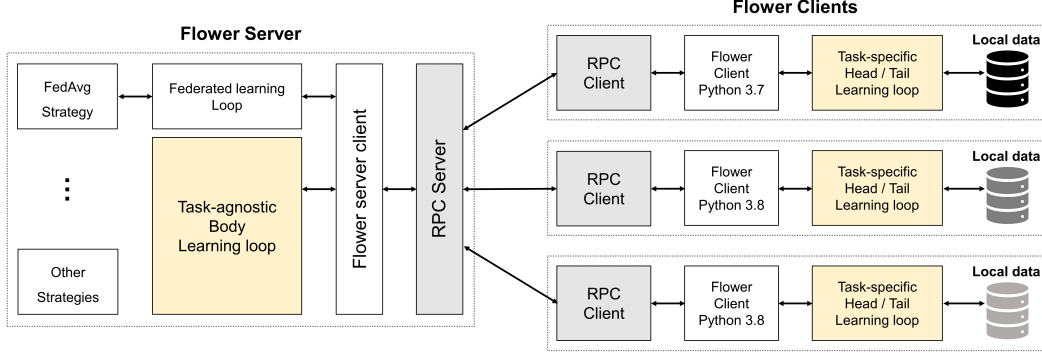 Flower Server
FedAvg
Strategy
⋮
Other
Strategies
Federated learning
Loop
Task-agnostic
Body
Learning loop
Flower server client
RPC Server
Flower Clients
RPC
Client
Flower
Client
Python 3.7
Task-specific
Head / Tail
Learning loop
Local data
RPC
Client
Flower
Client
Python 3.8
Task-specific
Head / Tail
Learning loop
Local data
RPC
Client
Flower
Client
Python 3.8
Task-specific
Head / Tail
Learning loop
Local data